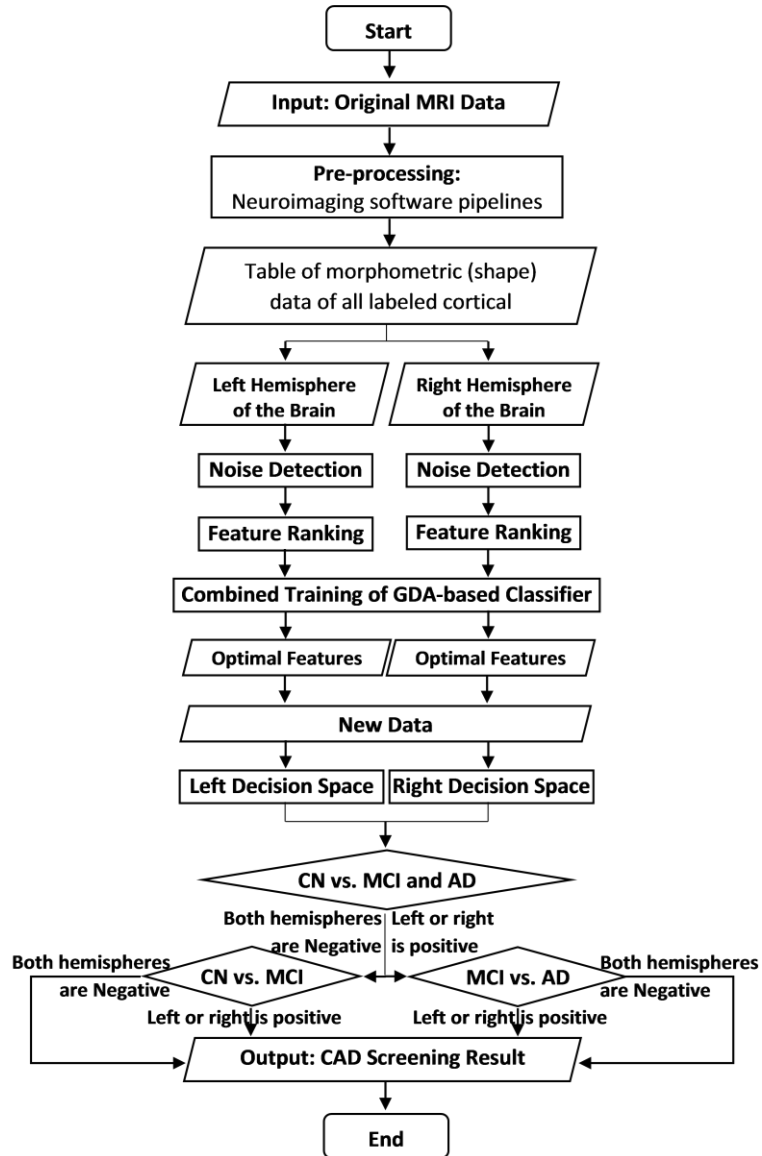 Start
Input: Original MRI Data
Pre-processing:
Neuroimaging software pipelines
Table of morphometric (shape)
data of all labeled cortical
Left Hemisphere
of the Brain
Right Hemisphere
of the Brain
Noise Detection
Noise Detection
Feature Ranking
Feature Ranking
Combined Training of GDA-based Classifier
Optimal Features
Optimal Features
New Data
Left Decision Space
Right Decision Space
CN vs. MCI and AD
Both hemispheres
are Negative
Left or right
is positive
Both hemispheres
are Negative
CN vs. MCI
MCI vs. AD
Both hemispheres
are Negative
Left or right is positive
Left or right is positive
Output: CAD Screening Result
End